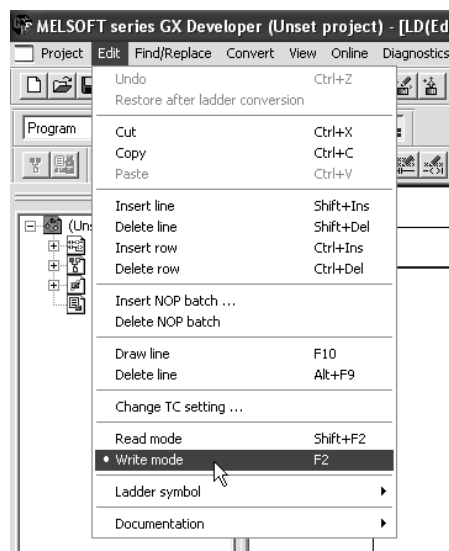 MELSOFT series GX Developer (Unset project) - [LD(Ed
Project Edit Find/Replace Convert View Online Diagnostics
Undo Ctrl+Z
Restore after ladder conversion
Program
Cut Ctrl+X
Copy Ctrl+C
Paste Ctrl+V
Insert line Shift+Ins
Delete line Shift+Del
(Un
Insert row Ctrl+Ins
Delete row Ctrl+Del
Insert NOP batch ...
Delete NOP batch
Draw line F10
Delete line Alt+F9
Change TC setting ...
Read mode Shift+F2
• Write mode F2
Ladder symbol
Documentation